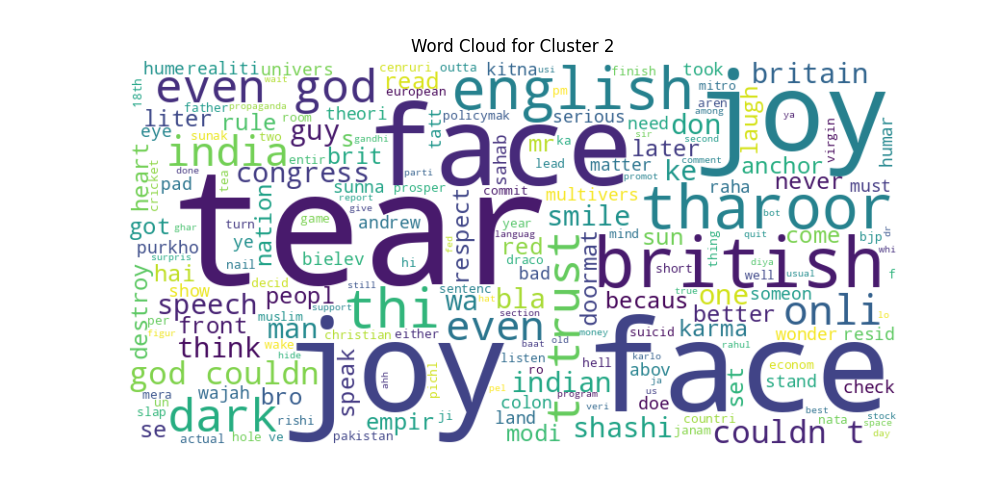 Word Cloud for Cluster 2
humerealiti univers cenruri outta kitna usi finish took britain
18th even god european read english joy mitro
father propaganda wait policymak serious need don pm aren laugh virgin humar
liter rule room theori face among ya
eye sunak two guy s tatt mr ka sir later
india entir brit sahab lead matter ke anchor
heart cricket tea congress gandhi parti commit multivers second comment raha never must
pad sunna prosper promot
got nation done report give tear respect year smile tharoor bot
turn game andrew languag mind sun thing quit come bjp dr
purkho ye nail bielev hi draco red fed trust doormat british whi
surpris ghar hai decid still sentenc bad short diya well usual f
destroy show muslim support thi wa hat bla becaus true one someon
per speech peopl section better lo
figur front man christian either even money suicid karma wonder resid
think wake baat old rahul
god couldn hide joy face listen hell karlo abov econom
speak ahh pichl ro ja set stand check
mera wajah bro pel indian program us doe
un colon veri best stock
slap dark rishi empir ji land t countri space
se actual hole ve pakistan modi shashi janam couldn t nata day